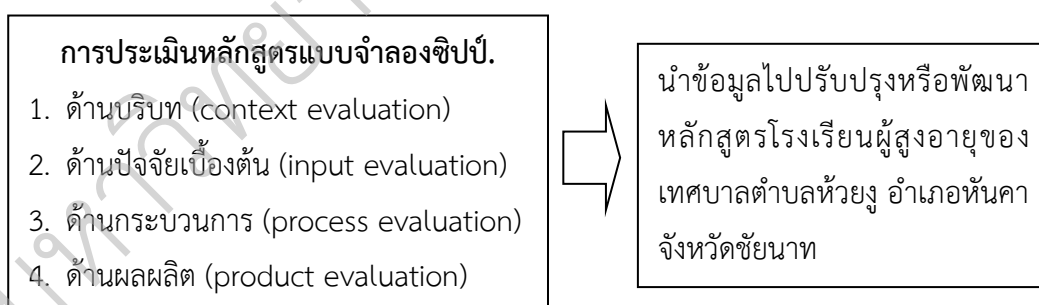 การประเมินหลักสูตรแบบจำลองซิปป์.
1. ด้านบริบท (context evaluation)
2. ด้านปัจจัยเบื้องต้น (input evaluation)
3. ด้านกระบวนการ (process evaluation)
4. ด้านผลผลิต (product evaluation)
นำข้อมูลไปปรับปรุงหรือพัฒนา
หลักสูตรโรงเรียนผู้สูงอายุของ
เทศบาลตำบลห้วยงู อำเภอหันคา
จังหวัดชัยนาท